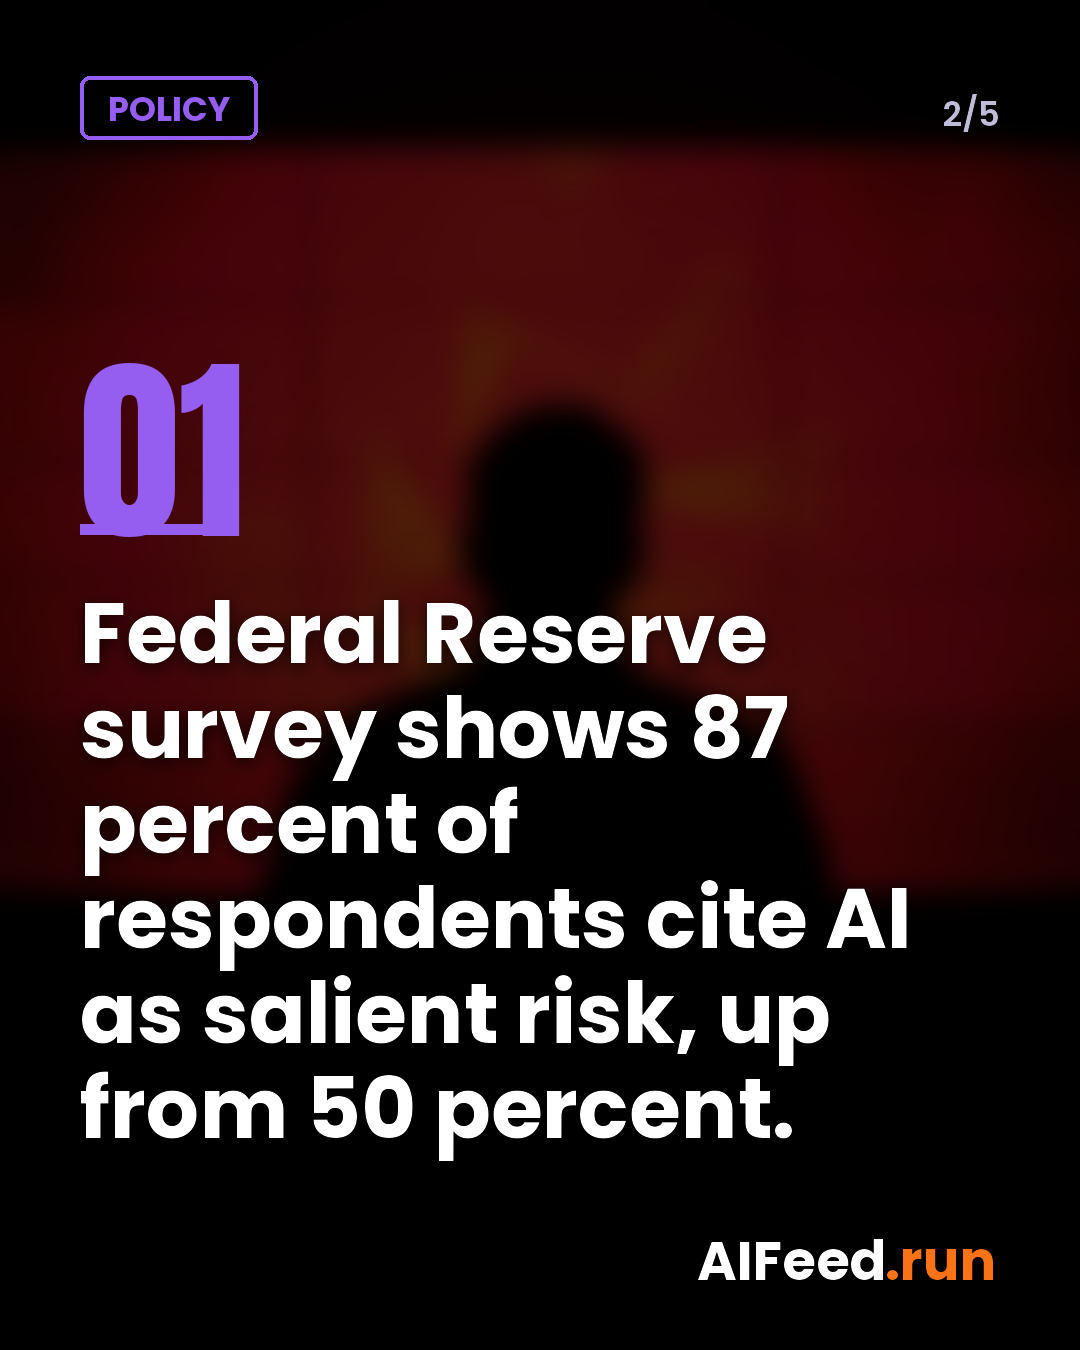 POLICY
2/5
01
Federal Reserve
survey shows 87
percent of
respondents cite AI
as salient risk, up
from 50 percent.
AIFeed.run